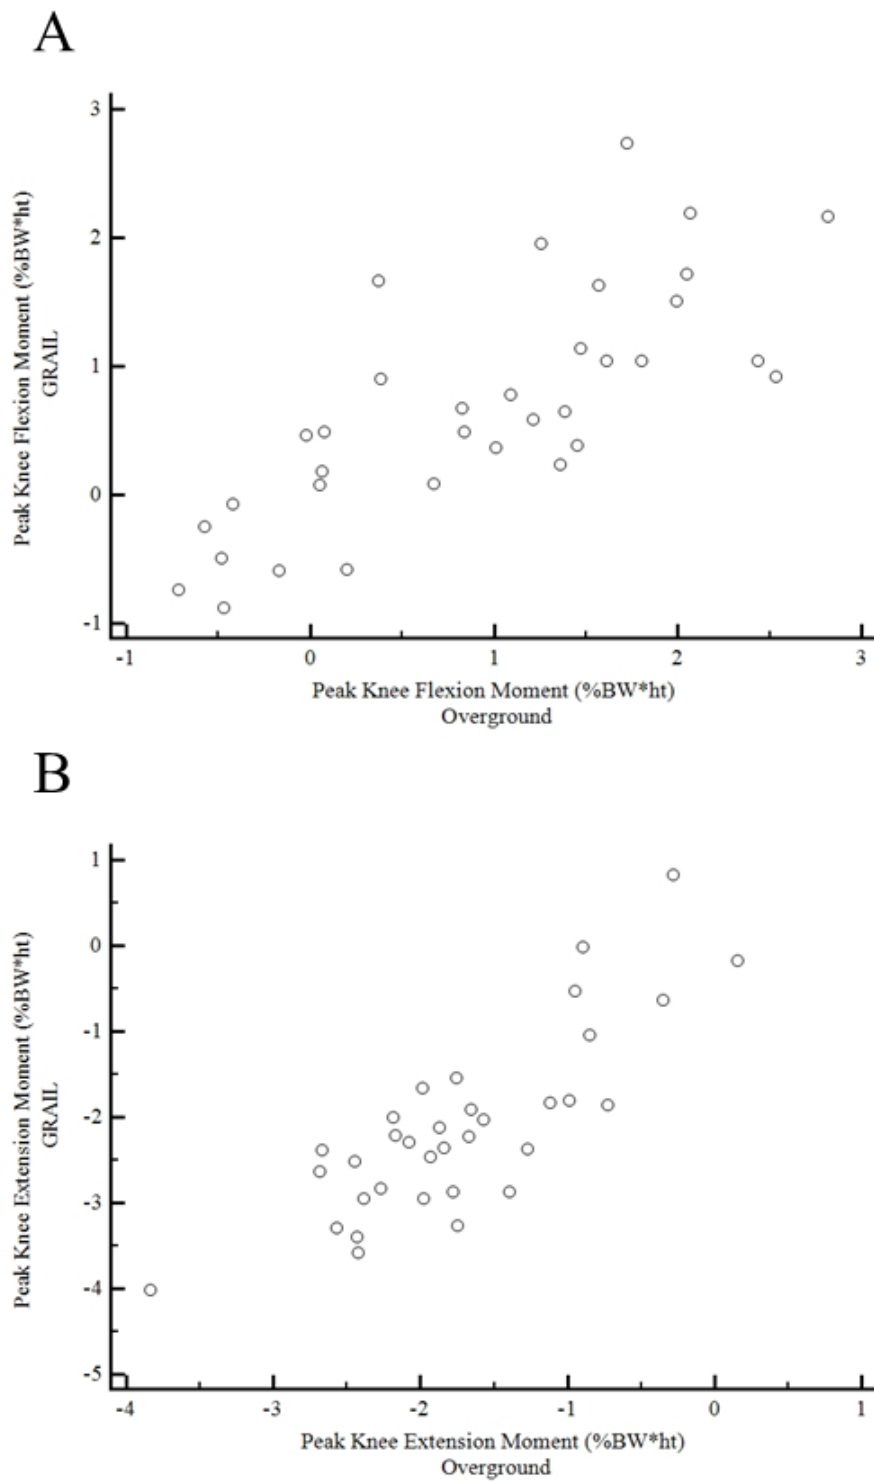 A
3
2
1
0
-1
Peak Knee Flexion Moment (%BW*ht)
GRAIL
-1 0 1 2 3
Peak Knee Flexion Moment (%BW*ht)
Overground
B
1
0
-1
-2
-3
-4
-5
Peak Knee Extension Moment (%BW*ht)
GRAIL
-4 -3 -2 -1 0 1
Peak Knee Extension Moment (%BW*ht)
Overground